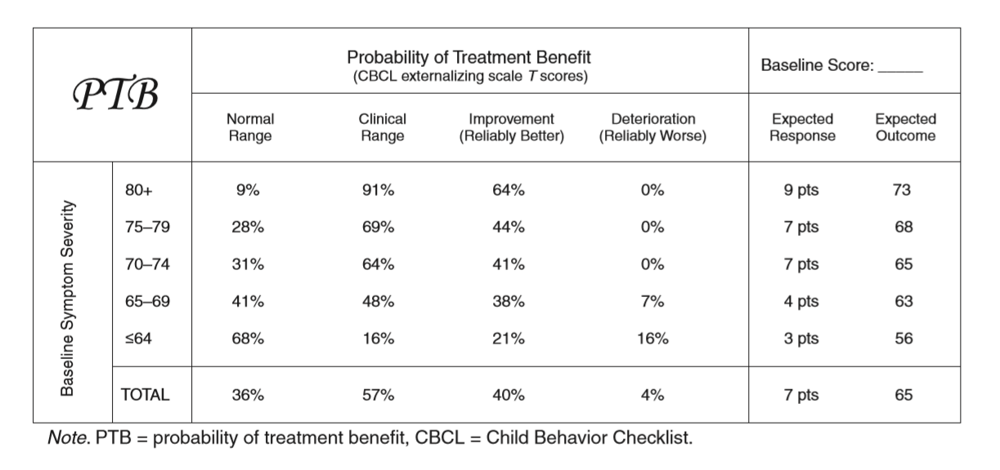 PTB
Probability of Treatment Benefit
(CBCL externalizing scale T scores)
Baseline Score: _____
Normal Range
Clinical Range
Improvement (Reliably Better)
Deterioration (Reliably Worse)
Expected Response
Expected Outcome
Baseline Symptom Severity
80+ 9% 91% 64% 0% 9 pts 73
75–79 28% 69% 44% 0% 7 pts 68
70–74 31% 64% 41% 0% 7 pts 65
65–69 41% 48% 38% 7% 4 pts 63
≤64 68% 16% 21% 16% 3 pts 56
TOTAL 36% 57% 40% 4% 7 pts 65
Note. PTB = probability of treatment benefit, CBCL = Child Behavior Checklist.